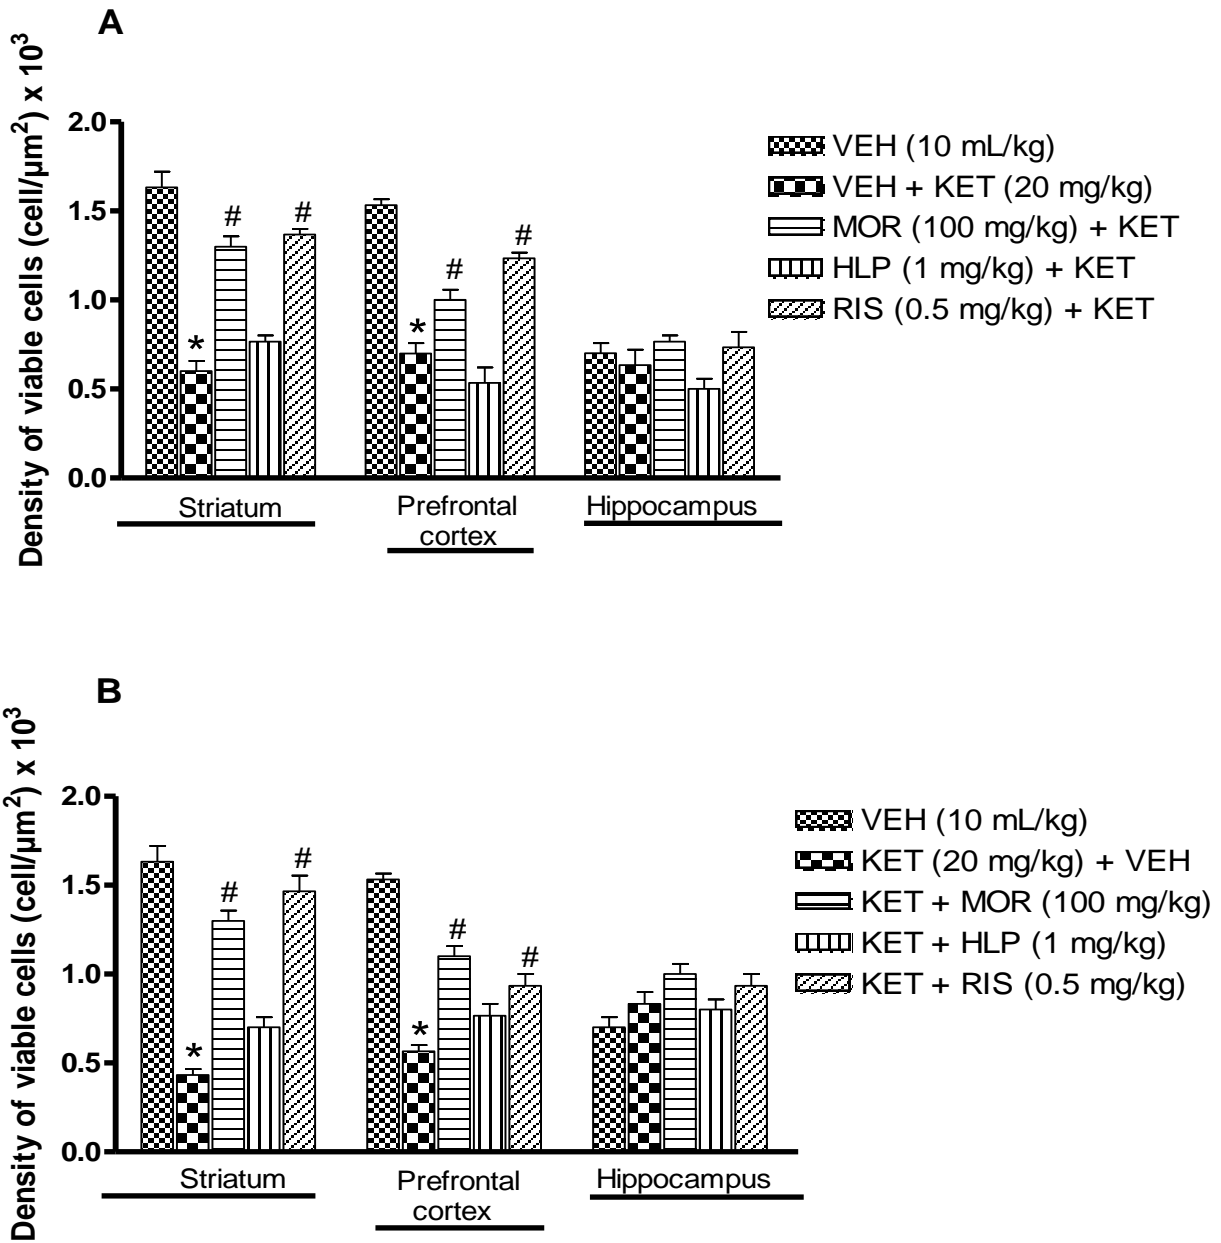 A
Density of viable cells (cell/µm²) x 10³
2.0
1.5
1.0
0.5
0.0
# # # #
* *
VEH (10 mL/kg)
VEH + KET (20 mg/kg)
MOR (100 mg/kg) + KET
HLP (1 mg/kg) + KET
RIS (0.5 mg/kg) + KET
Striatum
Prefrontal
cortex
Hippocampus
B
Density of viable cells (cell/µm²) x 10³
2.0
1.5
1.0
0.5
0.0
# # # #
* *
VEH (10 mL/kg)
KET (20 mg/kg) + VEH
KET + MOR (100 mg/kg)
KET + HLP (1 mg/kg)
KET + RIS (0.5 mg/kg)
Striatum
Prefrontal
cortex
Hippocampus